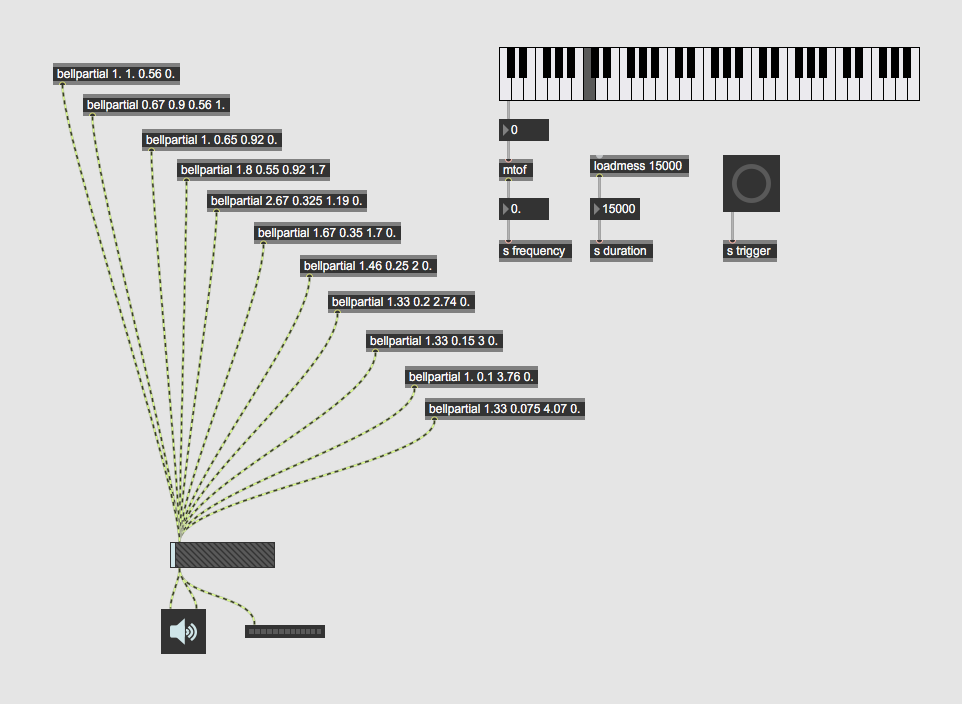 bellpartial 1. 1. 0.56 0.
bellpartial 0.67 0.9 0.56 1.
bellpartial 1. 0.65 0.92 0.
bellpartial 1.8 0.55 0.92 1.7
bellpartial 2.67 0.325 1.19 0.
bellpartial 1.67 0.35 1.7 0.
bellpartial 1.46 0.25 2 0.
bellpartial 1.33 0.2 2.74 0.
bellpartial 1.33 0.15 3 0.
bellpartial 1. 0.1 3.76 0.
bellpartial 1.33 0.075 4.07 0.
0
mtof
0.
s frequency
loadmess 15000
15000
s duration
s trigger